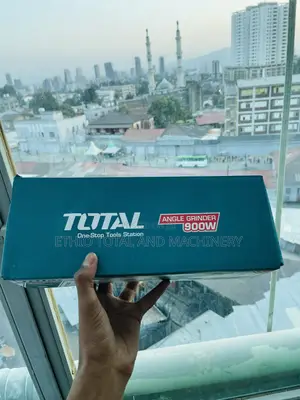 TOTAL
One-Stop Tools Station
ANGLE GRINDER
900W
ETHIO TOTAL AND MACHINERY